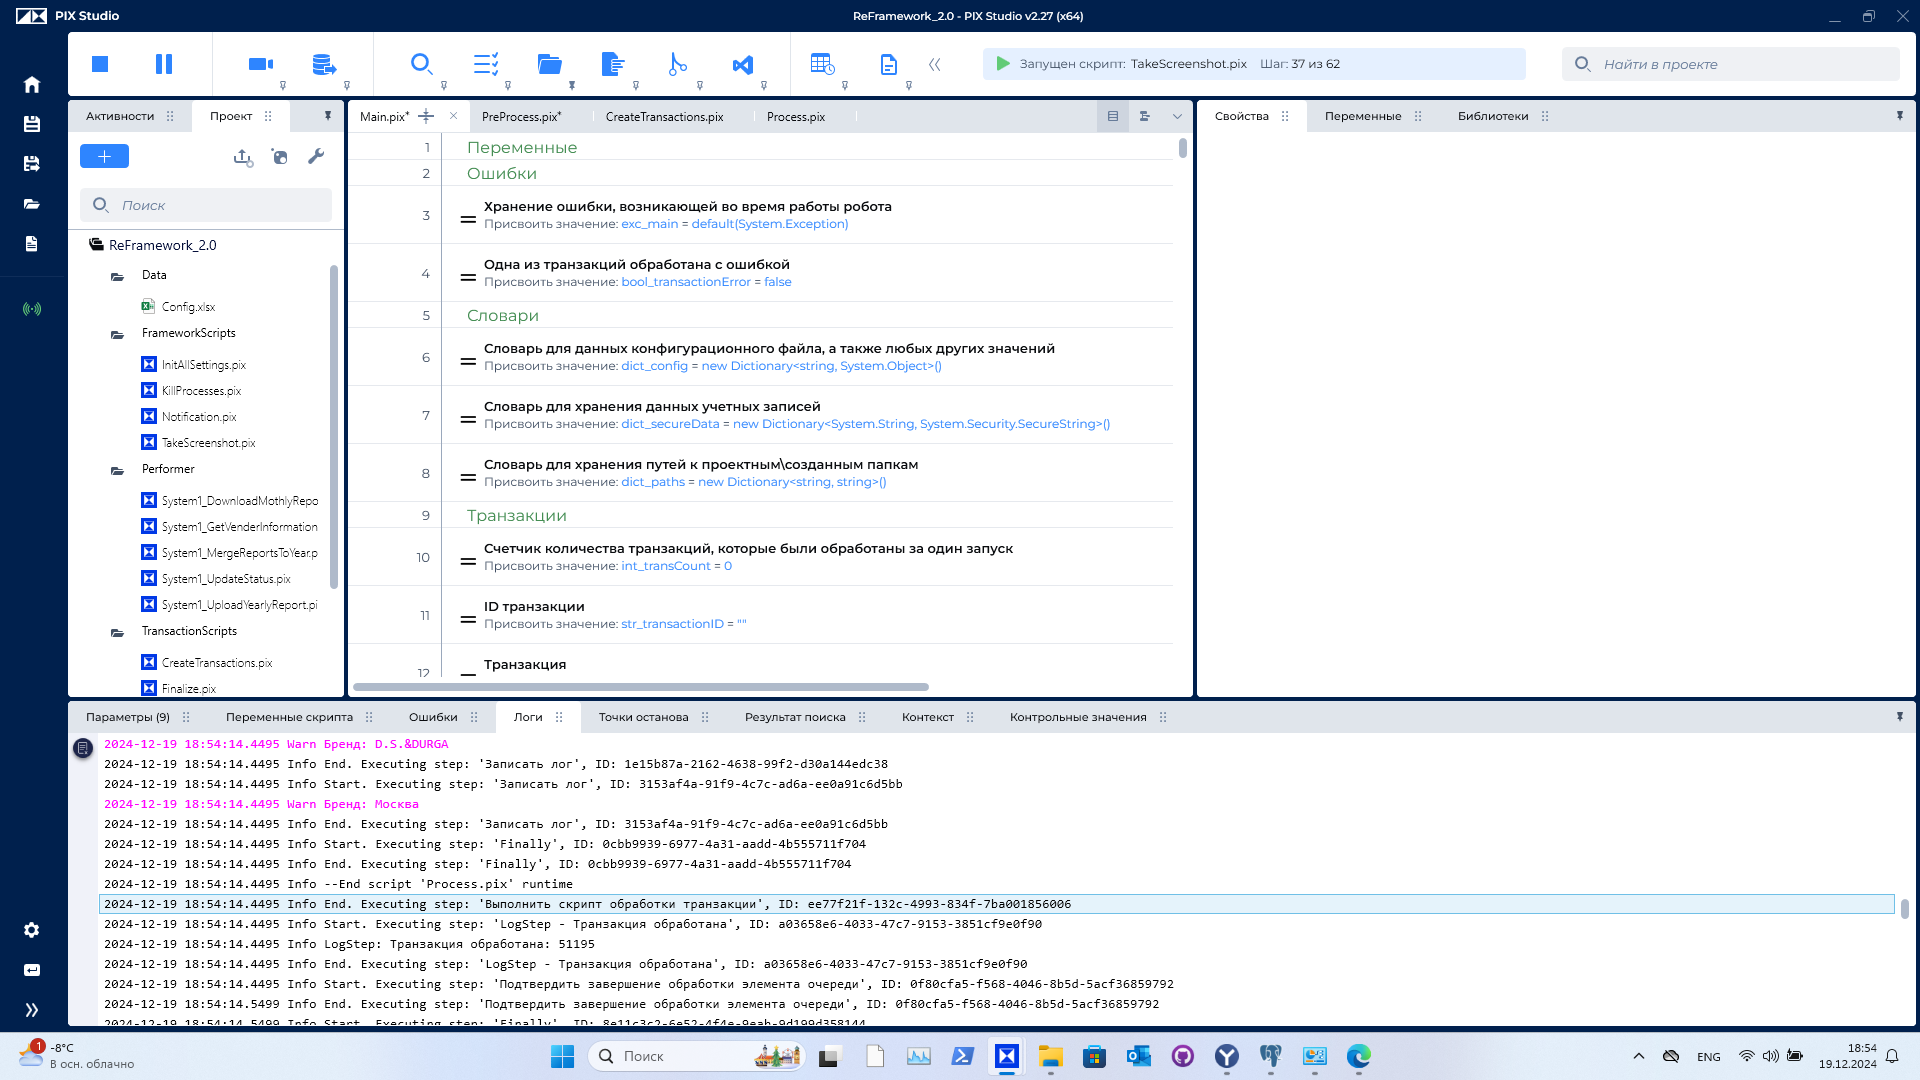 PIX Studio
ReFramework_2.0 - PIX Studio v2.27 (x64)
Запущен скрипт: TakeScreenshot.pix Шаг: 37 из 62
Найти в проекте
Активности
Проект
Main.pix*
PreProcess.pix*
CreateTransactions.pix
Process.pix
Свойства
Переменные
Библиотеки
Поиск
ReFramework_2.0
Data
Config.xlsx
FrameworkScripts
InitAllSettings.pix
KillProcesses.pix
Notification.pix
TakeScreenshot.pix
Performer
System1_DownloadMothlyRepo
System1_GetVenderInformation
System1_MergeReportsToYear.p
System1_UpdateStatus.pix
System1_UploadYearlyReport.pi
TransactionScripts
CreateTransactions.pix
Finalize.pix
1 Переменные
2 Ошибки
3 Хранение ошибки, возникающей во время работы робота
Присвоить значение: exc_main = default(System.Exception)
4 Одна из транзакций обработана с ошибкой
Присвоить значение: bool_transactionError = false
5 Словари
6 Словарь для данных конфигурационного файла, а также любых других значений
Присвоить значение: dict_config = new Dictionary<string, System.Object>()
7 Словарь для хранения данных учетных записей
Присвоить значение: dict_secureData = new Dictionary<System.String, System.Security.SecureString>()
8 Словарь для хранения путей к проектным\созданным папкам
Присвоить значение: dict_paths = new Dictionary<string, string>()
9 Транзакции
10 Счетчик количества транзакций, которые были обработаны за один запуск
Присвоить значение: int_transCount = 0
11 ID транзакции
Присвоить значение: str_transactionID = ""
12 Транзакция
Параметры (9)
Переменные скрипта
Ошибки
Логи
Точки останова
Результат поиска
Контекст
Контрольные значения
2024-12-19 18:54:14.4495 Warn Бренд: D.S.&DURGA
2024-12-19 18:54:14.4495 Info End. Executing step: 'Записать лог', ID: 1e15b87a-2162-4638-99f2-d30a144edc38
2024-12-19 18:54:14.4495 Info Start. Executing step: 'Записать лог', ID: 3153af4a-91f9-4c7c-ad6a-ee0a91c6d5bb
2024-12-19 18:54:14.4495 Warn Бренд: Москва
2024-12-19 18:54:14.4495 Info End. Executing step: 'Записать лог', ID: 3153af4a-91f9-4c7c-ad6a-ee0a91c6d5bb
2024-12-19 18:54:14.4495 Info Start. Executing step: 'Finally', ID: 0cbb9939-6977-4a31-aadd-4b555711f704
2024-12-19 18:54:14.4495 Info End. Executing step: 'Finally', ID: 0cbb9939-6977-4a31-aadd-4b555711f704
2024-12-19 18:54:14.4495 Info --End script 'Process.pix' runtime
2024-12-19 18:54:14.4495 Info End. Executing step: 'Выполнить скрипт обработки транзакции', ID: ee77f21f-132c-4993-834f-7ba001856006
2024-12-19 18:54:14.4495 Info Start. Executing step: 'LogStep - Транзакция обработана', ID: a03658e6-4033-47c7-9153-3851cf9e0f90
2024-12-19 18:54:14.4495 Info LogStep: Транзакция обработана: 51195
2024-12-19 18:54:14.4495 Info End. Executing step: 'LogStep - Транзакция обработана', ID: a03658e6-4033-47c7-9153-3851cf9e0f90
2024-12-19 18:54:14.4495 Info Start. Executing step: 'Подтвердить завершение обработки элемента очереди', ID: 0f80cfa5-f568-4046-8b5d-5acf36859792
2024-12-19 18:54:14.5499 Info End. Executing step: 'Подтвердить завершение обработки элемента очереди', ID: 0f80cfa5-f568-4046-8b5d-5acf36859792
2024-12-19 18:54:14.5499 Info Start. Executing step: 'Finally', ID: 8e11c3c2-6e52-4f4e-9eab-9d199d358144
1
-8°C
В осн. облачно
Поиск
ENG
18:54
19.12.2024